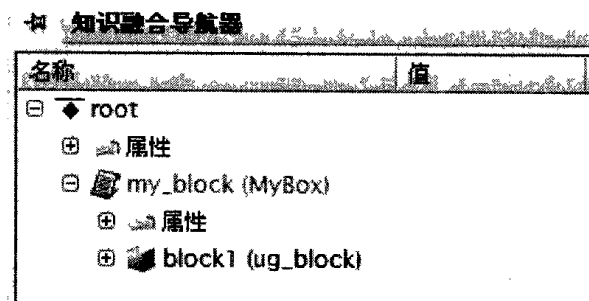 知识融合导航器
名称 值
root
属性
my_block (MyBox)
属性
block1 (ug_block)